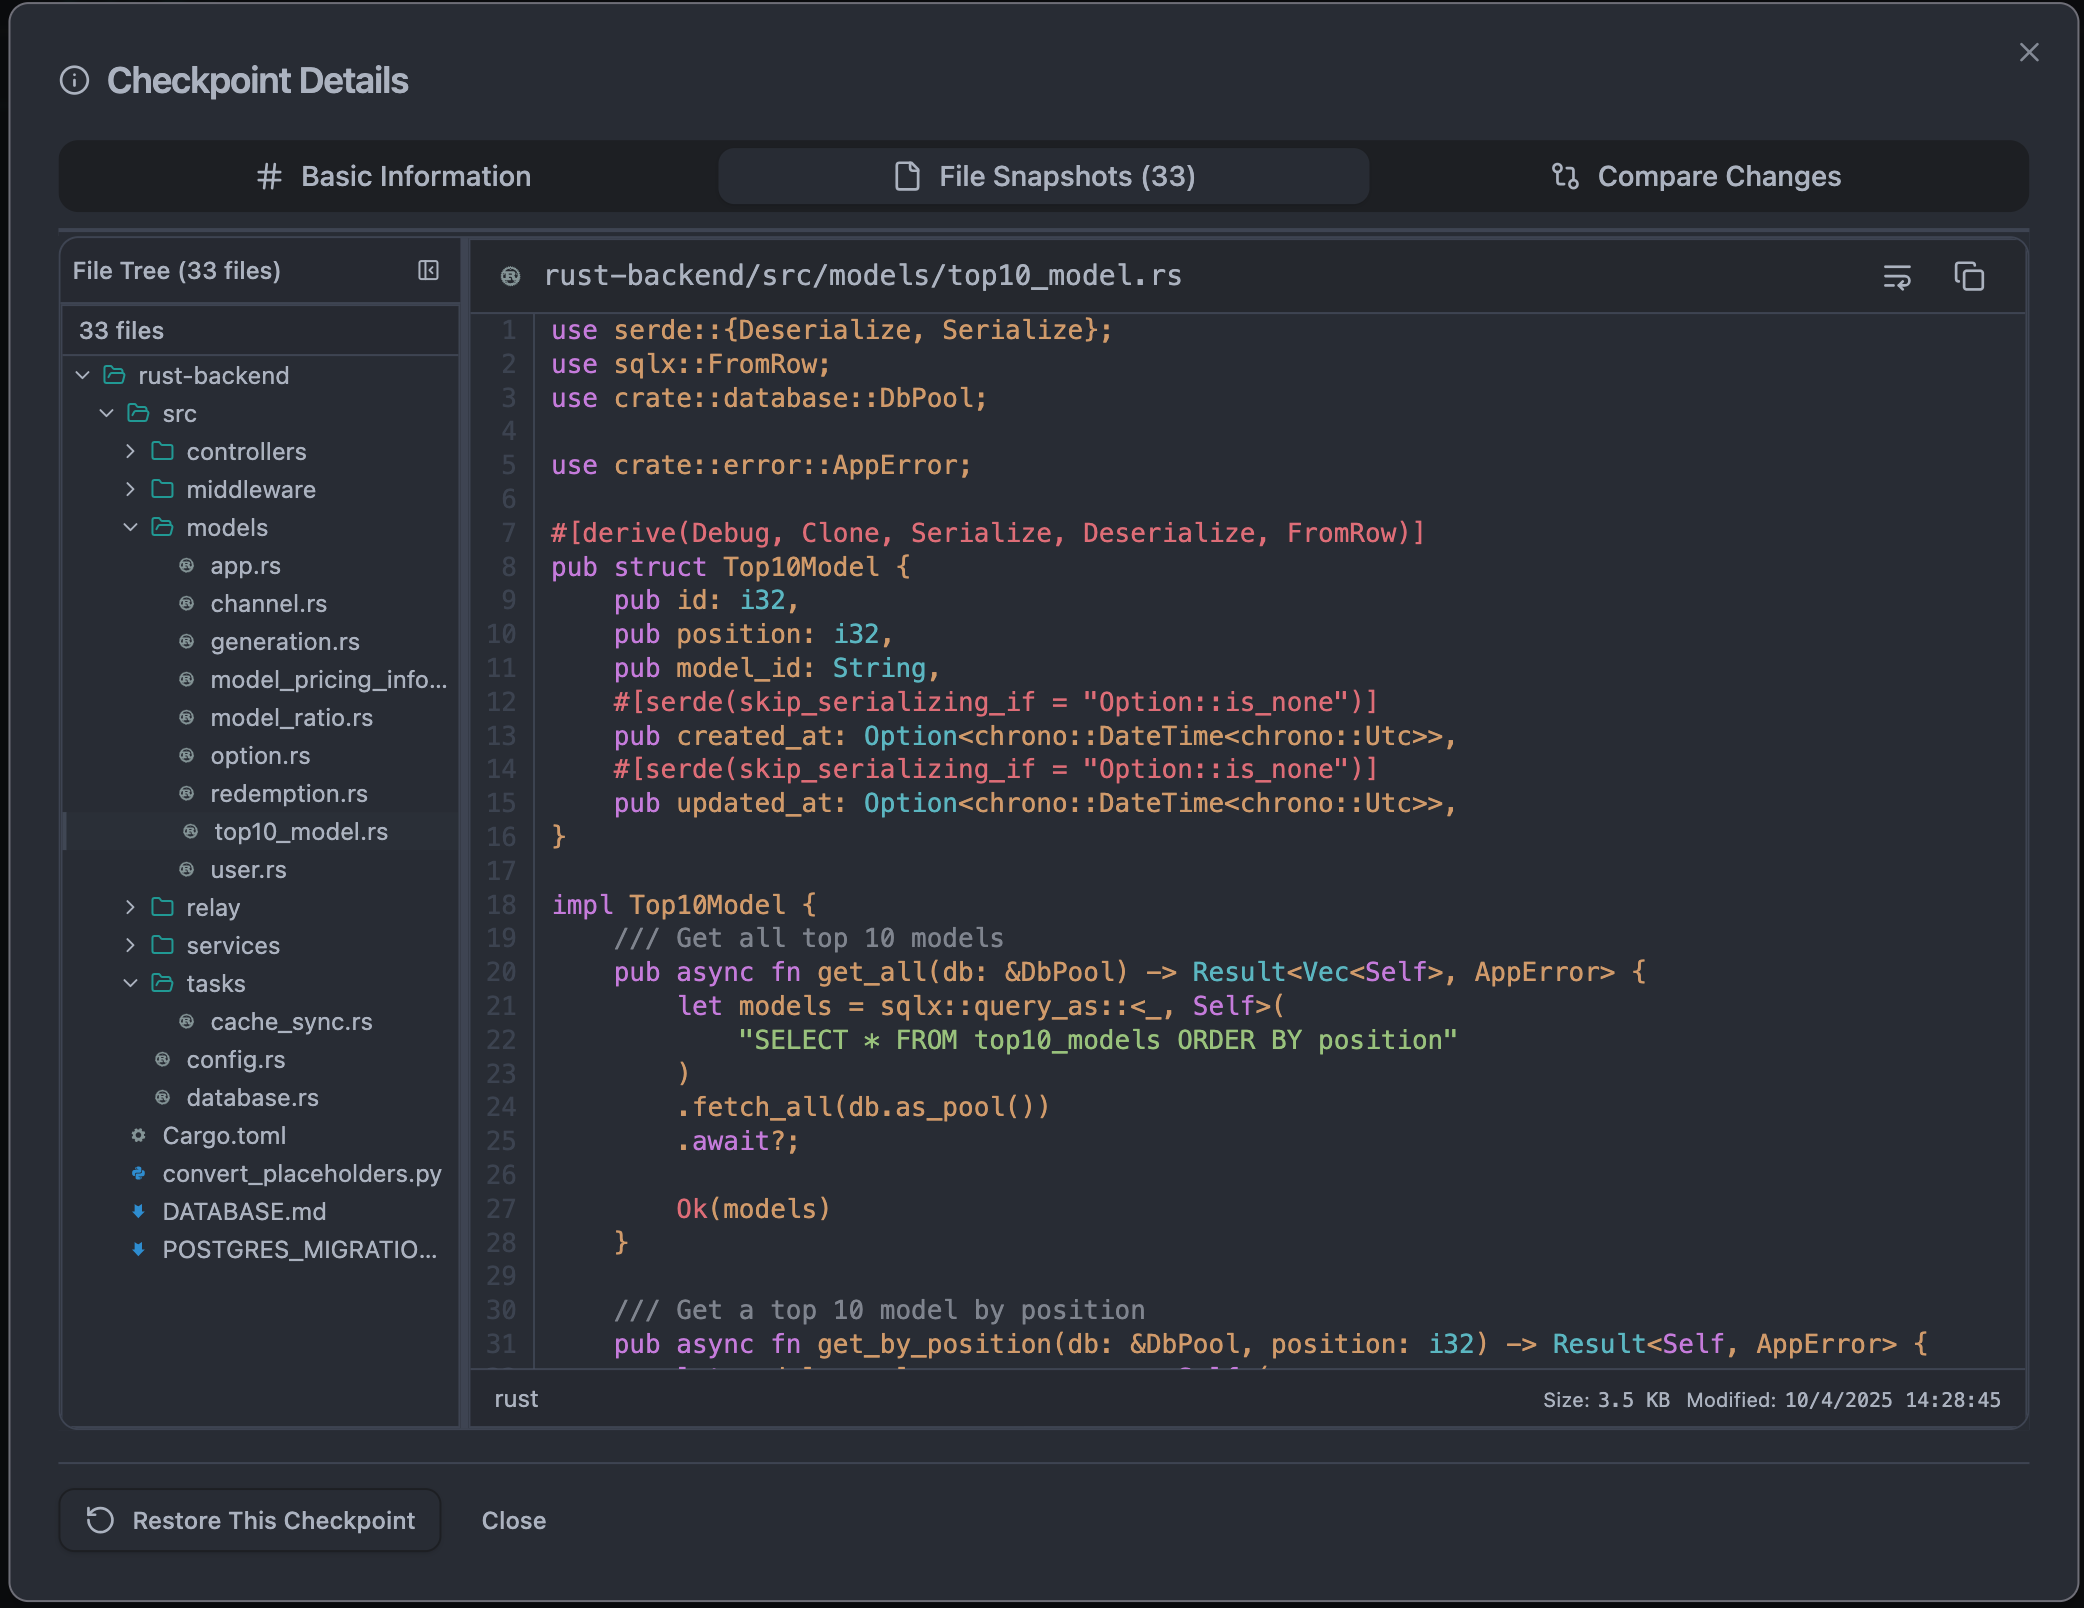 Checkpoint Details
Basic Information
File Snapshots (33)
Compare Changes
File Tree (33 files)
33 files
rust-backend
src
controllers
middleware
models
app.rs
channel.rs
generation.rs
model_pricing_info...
model_ratio.rs
option.rs
redemption.rs
top10_model.rs
user.rs
relay
services
tasks
cache_sync.rs
config.rs
database.rs
Cargo.toml
convert_placeholders.py
DATABASE.md
POSTGRES_MIGRATIO...
rust-backend/src/models/top10_model.rs
1 use serde::{Deserialize, Serialize};
2 use sqlx::FromRow;
3 use crate::database::DbPool;
4
5 use crate::error::AppError;
6
7 #[derive(Debug, Clone, Serialize, Deserialize, FromRow)]
8 pub struct Top10Model {
9     pub id: i32,
10     pub position: i32,
11     pub model_id: String,
12     #[serde(skip_serializing_if = "Option::is_none")]
13     pub created_at: Option<chrono::DateTime<chrono::Utc>>,
14     #[serde(skip_serializing_if = "Option::is_none")]
15     pub updated_at: Option<chrono::DateTime<chrono::Utc>>,
16 }
17
18 impl Top10Model {
19     /// Get all top 10 models
20     pub async fn get_all(db: &DbPool) -> Result<Vec<Self>, AppError> {
21         let models = sqlx::query_as::<_, Self>(
22             "SELECT * FROM top10_models ORDER BY position"
23         )
24         .fetch_all(db.as_pool())
25         .await?;
26
27         Ok(models)
28     }
29
30     /// Get a top 10 model by position
31     pub async fn get_by_position(db: &DbPool, position: i32) -> Result<Self, AppError> {
rust
Size: 3.5 KB Modified: 10/4/2025 14:28:45
Restore This Checkpoint
Close